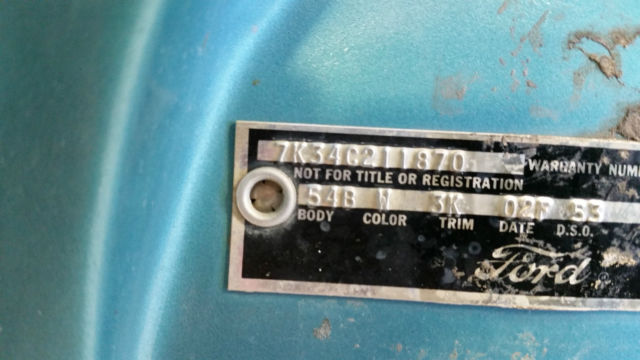 7K34C211870
WARRANTY NUM
NOT FOR TITLE OR REGISTRATION
54B W 3K 02F 53
BODY COLOR TRIM DATE D.S.O.
Ford